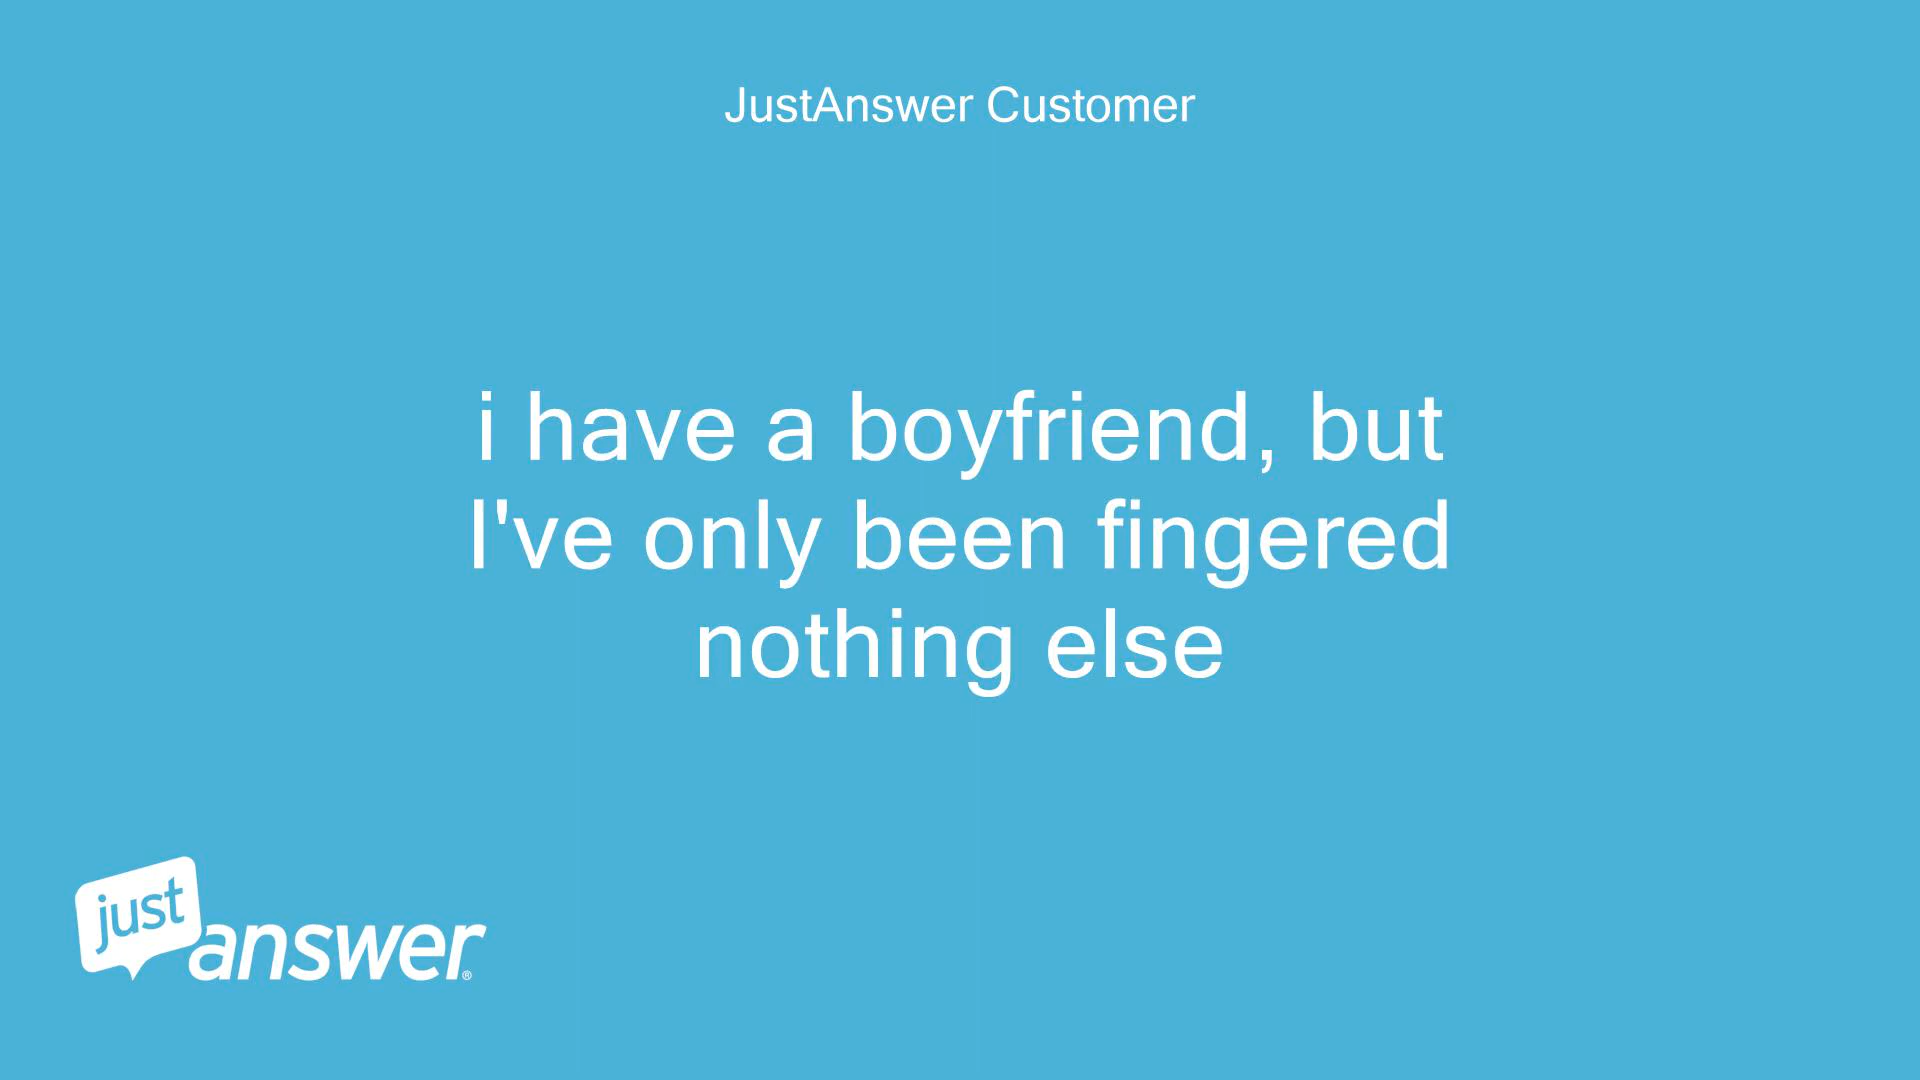 JustAnswer Customer
i have a boyfriend, but
I've only been fingered
nothing else
just
answer®